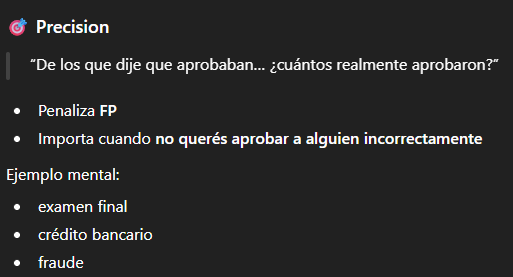 🎯 Precision
“De los que dije que aprobaban... ¿cuántos realmente aprobaron?”
• Penaliza FP
• Importa cuando no querés aprobar a alguien incorrectamente
Ejemplo mental:
• examen final
• crédito bancario
• fraude